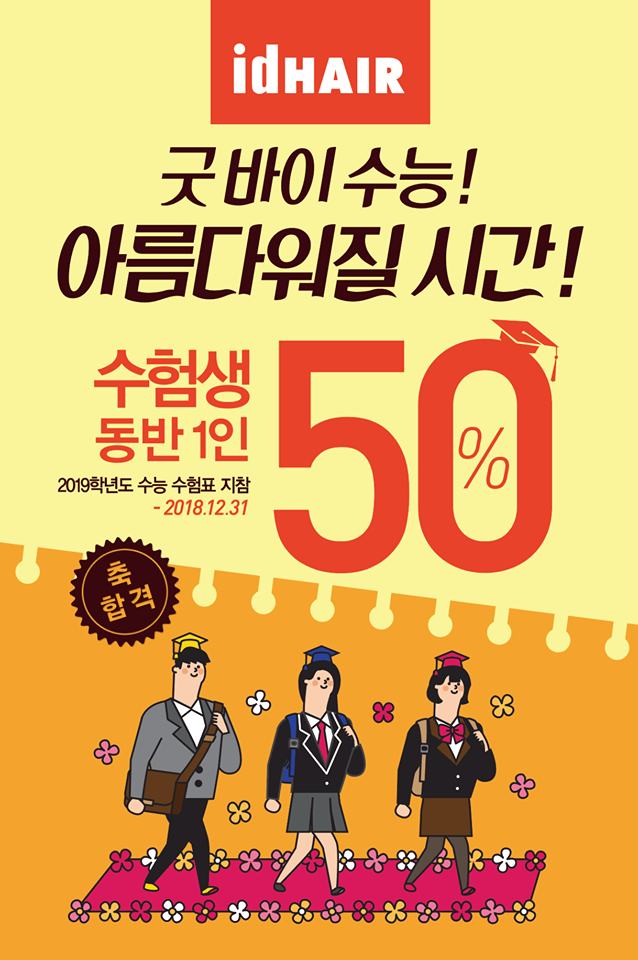 idHAIR
굿바이 수능!
아름다워질 시간!
수험생
동반 1인
2019학년도 수능 수험표 지참
- 2018.12.31
50%
축
합격